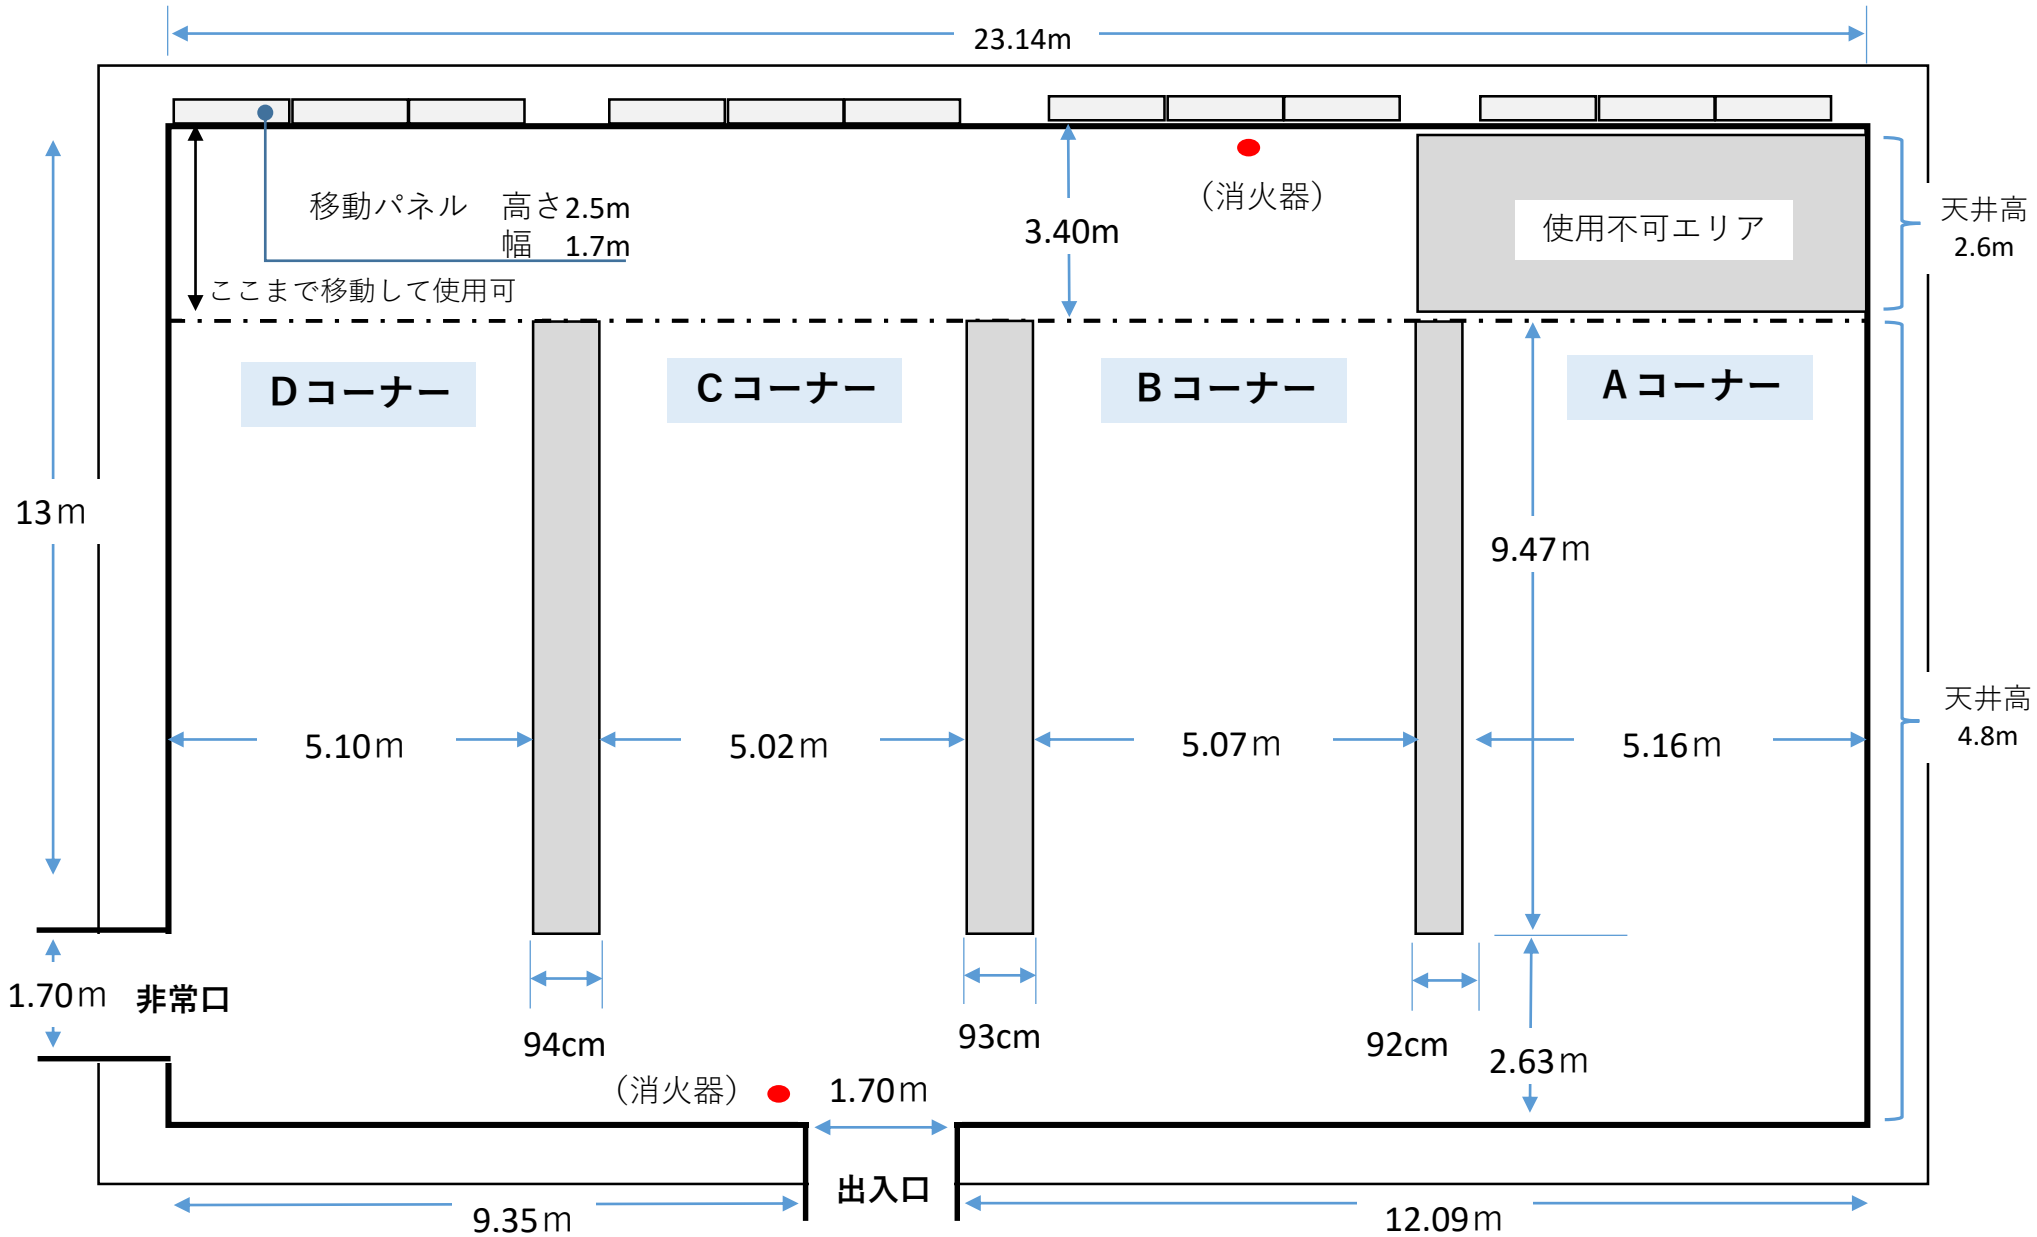 23.14m
移動パネル 高さ2.5m
幅 1.7m
ここまで移動して使用可
3.40m
（消火器）
使用不可エリア
天井高
2.6m
Dコーナー
Cコーナー
Bコーナー
Aコーナー
13ｍ
9.47ｍ
天井高
4.8m
5.10ｍ
5.02ｍ
5.07ｍ
5.16ｍ
1.70ｍ
非常口
94cm
93cm
92cm
2.63ｍ
（消火器）
1.70ｍ
出入口
9.35ｍ
12.09ｍ